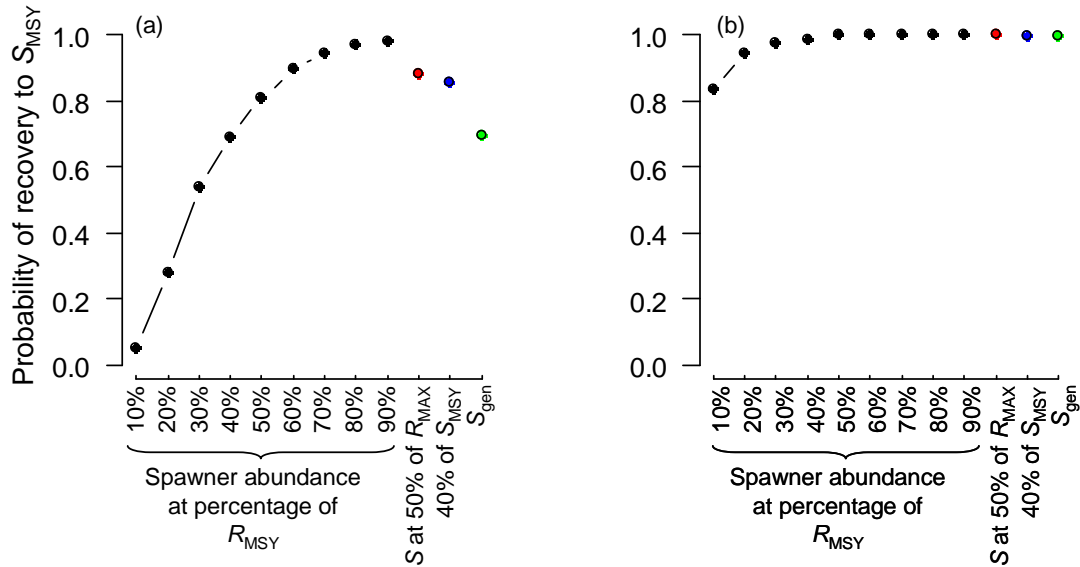 (a)
Probability of recovery to S_MSY
1.0
0.8
0.6
0.4
0.2
0.0
10%
20%
30%
40%
50%
60%
70%
80%
90%
S at 50% of R_MAX
40% of S_MSY
S_gen
Spawner abundance
at percentage of
R_MSY
(b)
1.0
0.8
0.6
0.4
0.2
0.0
10%
20%
30%
40%
50%
60%
70%
80%
90%
S at 50% of R_MAX
40% of S_MSY
S_gen
Spawner abundance
at percentage of
R_MSY